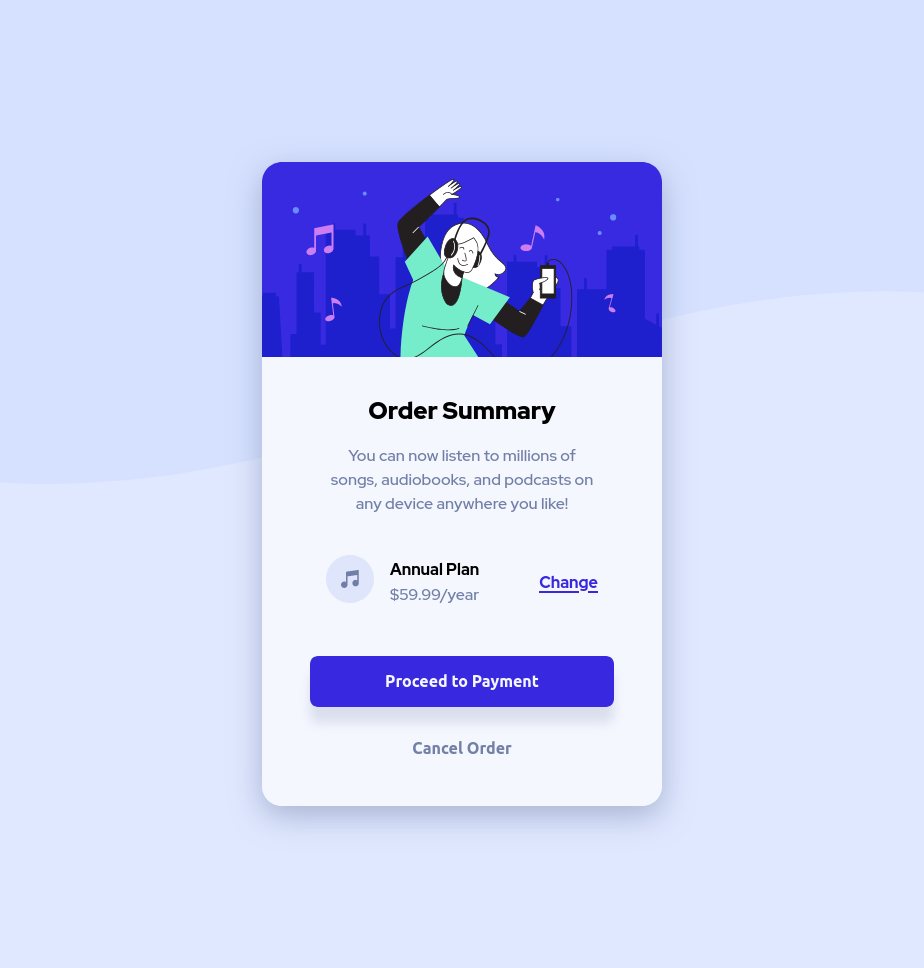 Order Summary
You can now listen to millions of
songs, audiobooks, and podcasts on
any device anywhere you like!
Annual Plan
$59.99/year
Change
Proceed to Payment
Cancel Order